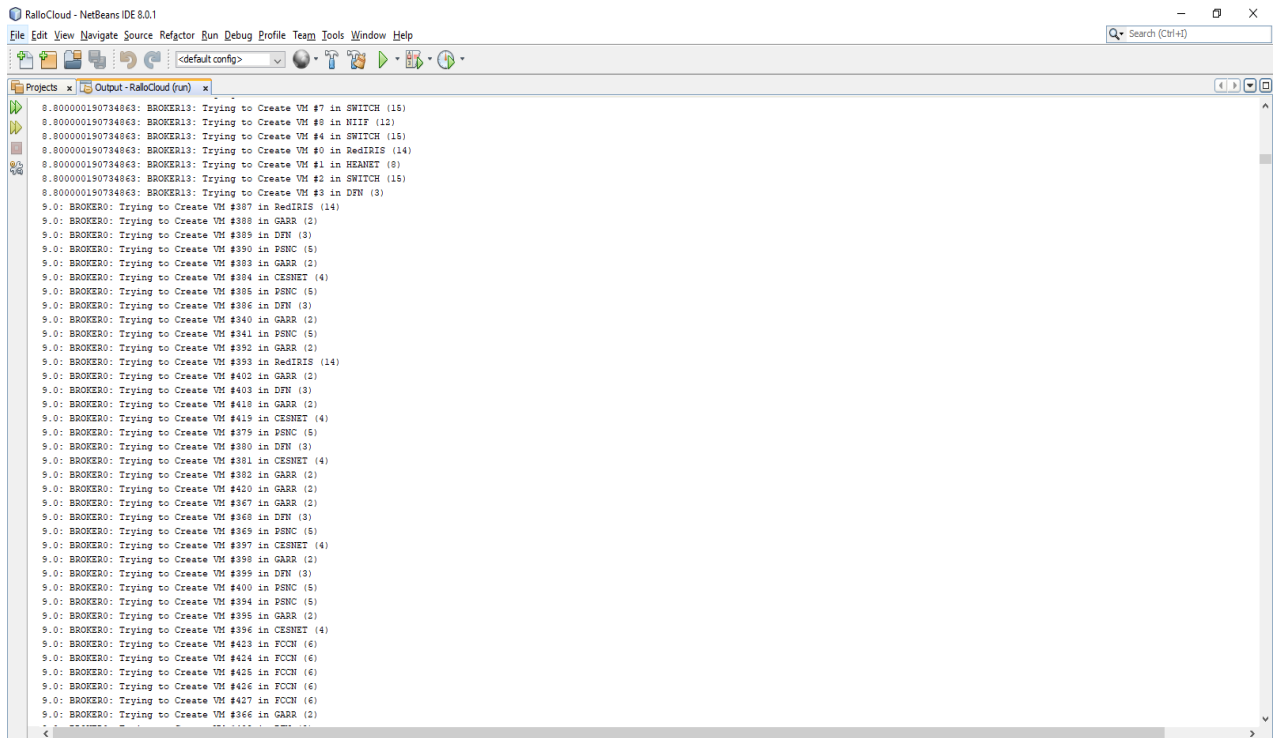 RalloCloud - NetBeans IDE 8.0.1
File Edit View Navigate Source Refactor Run Debug Profile Team Tools Window Help
Search (Ctrl+I)
<default config>
Projects x Output - RalloCloud (run) x
8.800000190734863: BROKER13: Trying to Create VM #7 in SWITCH (15)
8.800000190734863: BROKER13: Trying to Create VM #8 in NIIF (12)
8.800000190734863: BROKER13: Trying to Create VM #4 in SWITCH (15)
8.800000190734863: BROKER13: Trying to Create VM #0 in RedIRIS (14)
8.800000190734863: BROKER13: Trying to Create VM #1 in HEANET (8)
8.800000190734863: BROKER13: Trying to Create VM #2 in SWITCH (15)
8.800000190734863: BROKER13: Trying to Create VM #3 in DFN (3)
9.0: BROKER0: Trying to Create VM #387 in RedIRIS (14)
9.0: BROKER0: Trying to Create VM #388 in GARR (2)
9.0: BROKER0: Trying to Create VM #389 in DFN (3)
9.0: BROKER0: Trying to Create VM #390 in PSNC (5)
9.0: BROKER0: Trying to Create VM #383 in GARR (2)
9.0: BROKER0: Trying to Create VM #384 in CESNET (4)
9.0: BROKER0: Trying to Create VM #385 in PSNC (5)
9.0: BROKER0: Trying to Create VM #386 in DFN (3)
9.0: BROKER0: Trying to Create VM #340 in GARR (2)
9.0: BROKER0: Trying to Create VM #341 in PSNC (5)
9.0: BROKER0: Trying to Create VM #392 in GARR (2)
9.0: BROKER0: Trying to Create VM #393 in RedIRIS (14)
9.0: BROKER0: Trying to Create VM #402 in GARR (2)
9.0: BROKER0: Trying to Create VM #403 in DFN (3)
9.0: BROKER0: Trying to Create VM #418 in GARR (2)
9.0: BROKER0: Trying to Create VM #419 in CESNET (4)
9.0: BROKER0: Trying to Create VM #379 in PSNC (5)
9.0: BROKER0: Trying to Create VM #380 in DFN (3)
9.0: BROKER0: Trying to Create VM #381 in CESNET (4)
9.0: BROKER0: Trying to Create VM #382 in GARR (2)
9.0: BROKER0: Trying to Create VM #420 in GARR (2)
9.0: BROKER0: Trying to Create VM #367 in GARR (2)
9.0: BROKER0: Trying to Create VM #368 in DFN (3)
9.0: BROKER0: Trying to Create VM #369 in PSNC (5)
9.0: BROKER0: Trying to Create VM #397 in CESNET (4)
9.0: BROKER0: Trying to Create VM #398 in GARR (2)
9.0: BROKER0: Trying to Create VM #399 in DFN (3)
9.0: BROKER0: Trying to Create VM #400 in PSNC (5)
9.0: BROKER0: Trying to Create VM #394 in PSNC (5)
9.0: BROKER0: Trying to Create VM #395 in GARR (2)
9.0: BROKER0: Trying to Create VM #396 in CESNET (4)
9.0: BROKER0: Trying to Create VM #423 in FCCN (6)
9.0: BROKER0: Trying to Create VM #424 in FCCN (6)
9.0: BROKER0: Trying to Create VM #425 in FCCN (6)
9.0: BROKER0: Trying to Create VM #426 in FCCN (6)
9.0: BROKER0: Trying to Create VM #427 in FCCN (6)
9.0: BROKER0: Trying to Create VM #366 in GARR (2)